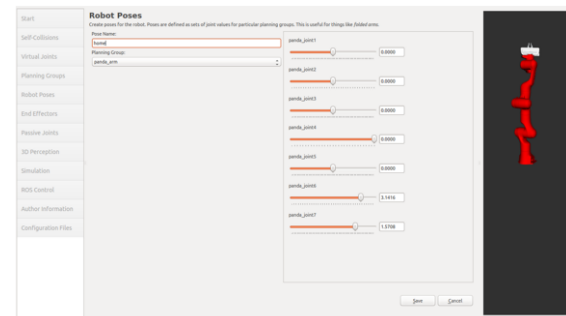 Start
Self-Collisions
Virtual Joints
Planning Groups
Robot Poses
End Effectors
Passive Joints
3D Perception
Simulation
ROS Control
Author Information
Configuration Files
Robot Poses
Create poses for the robot. Poses are defined as sets of joint values for particular planning groups. This is useful for things like folded arms.
Pose Name:
home
Planning Group:
panda_arm
panda_joint1
0.0000
panda_joint2
0.0000
panda_joint3
0.0000
panda_joint4
0.0000
panda_joint5
0.0000
panda_joint6
3.1416
panda_joint7
1.5708
Save Cancel